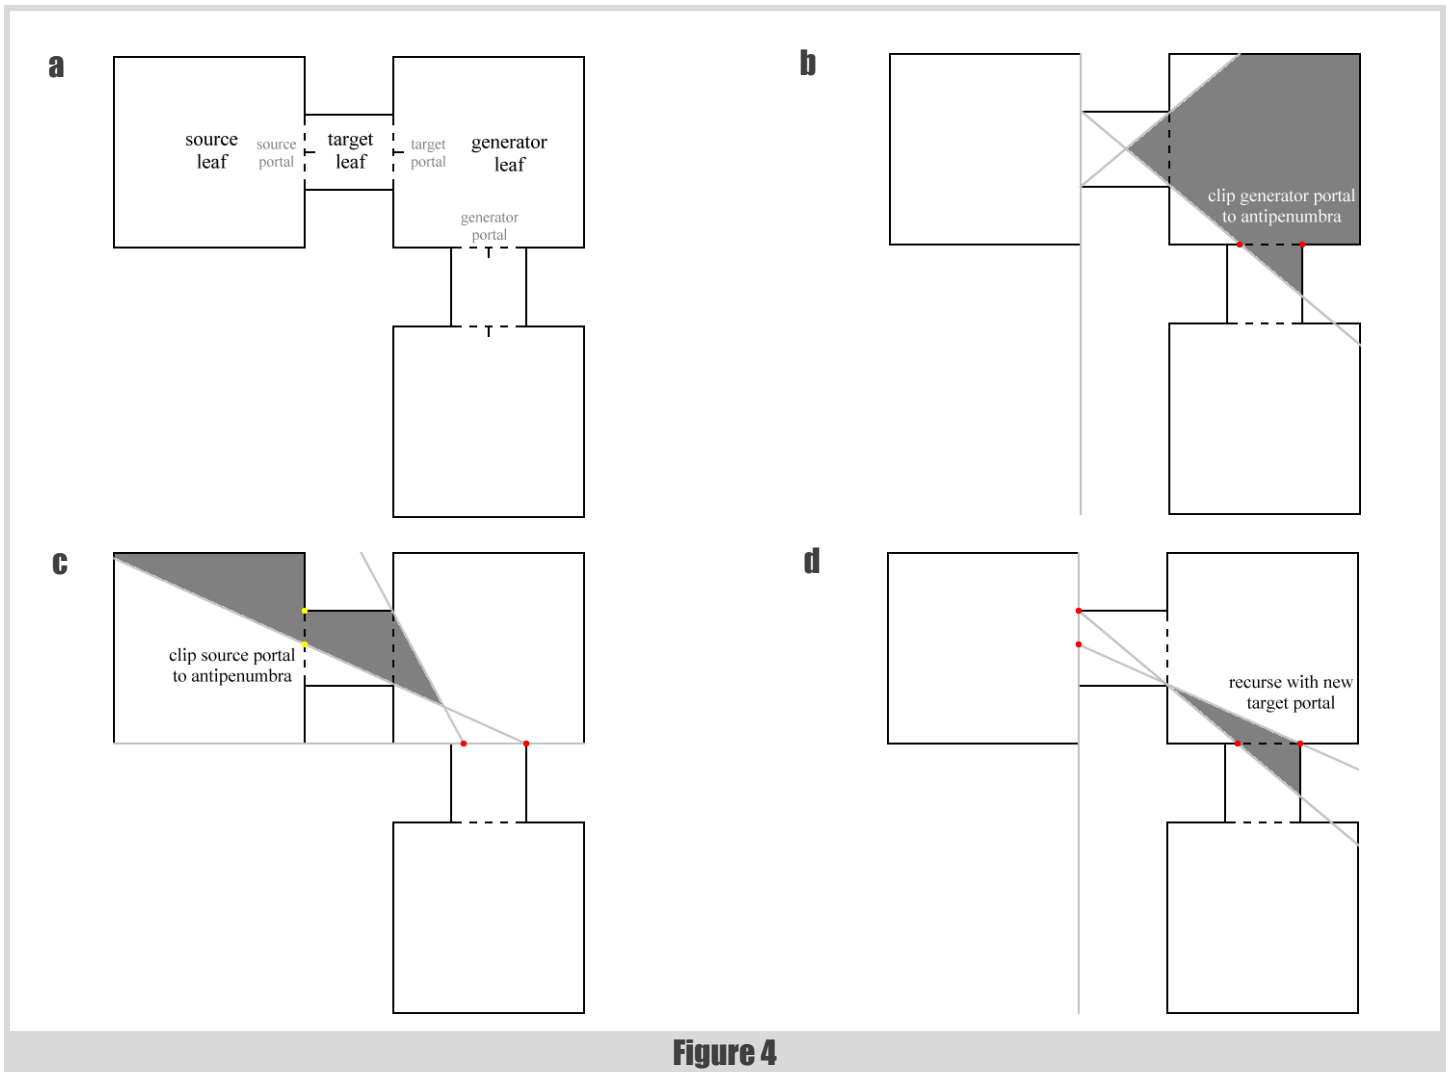 a
source
leaf
source
portal
target
leaf
target
portal
generator
leaf
generator
portal
b
clip generator portal
to antipenumbra
c
clip source portal
to antipenumbra
d
recurse with new
target portal
Figure 4